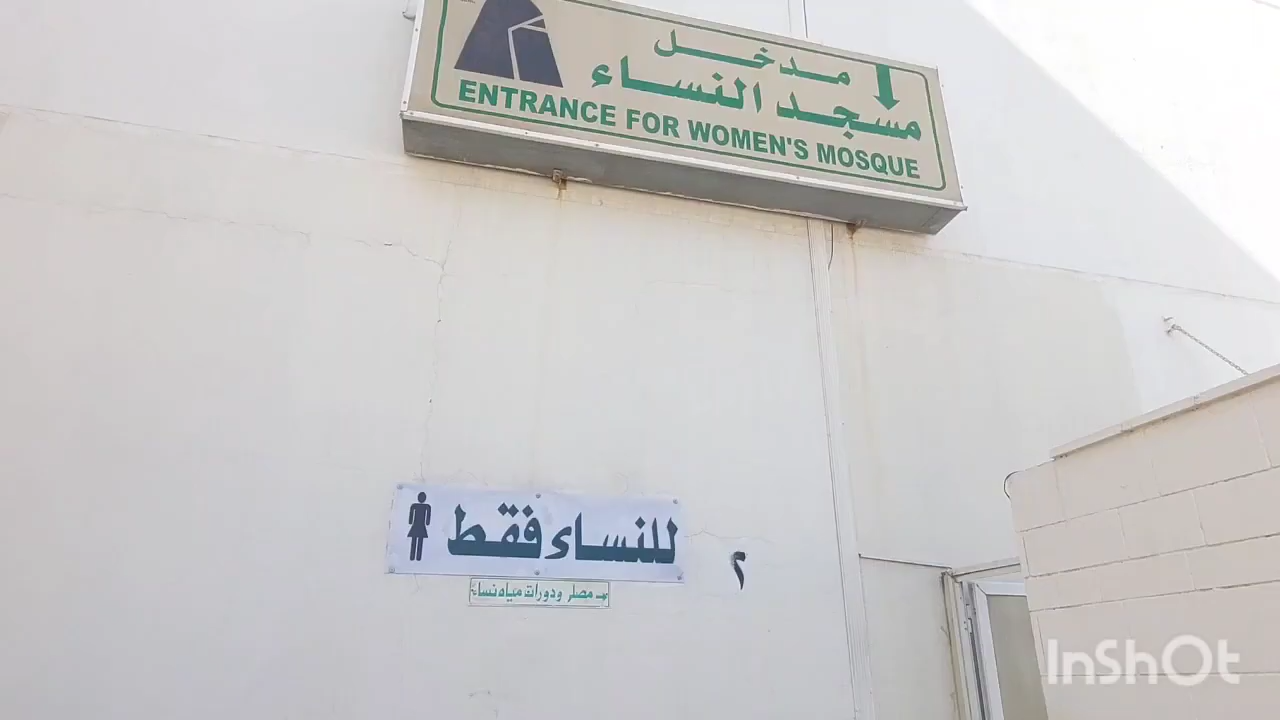 مدخل
مسجد النساء
ENTRANCE FOR WOMEN'S MOSQUE
للنساء فقط
٢
مصلى ودورات مياه نساء
InShOt